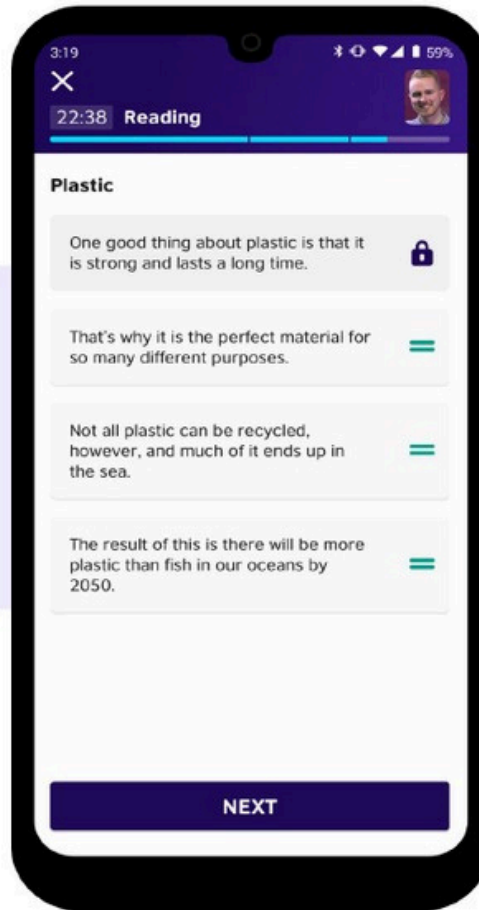 3:19
59%
22:38 Reading
Plastic
One good thing about plastic is that it
is strong and lasts a long time.
That's why it is the perfect material for
so many different purposes.
Not all plastic can be recycled,
however, and much of it ends up in
the sea.
The result of this is there will be more
plastic than fish in our oceans by
2050.
NEXT